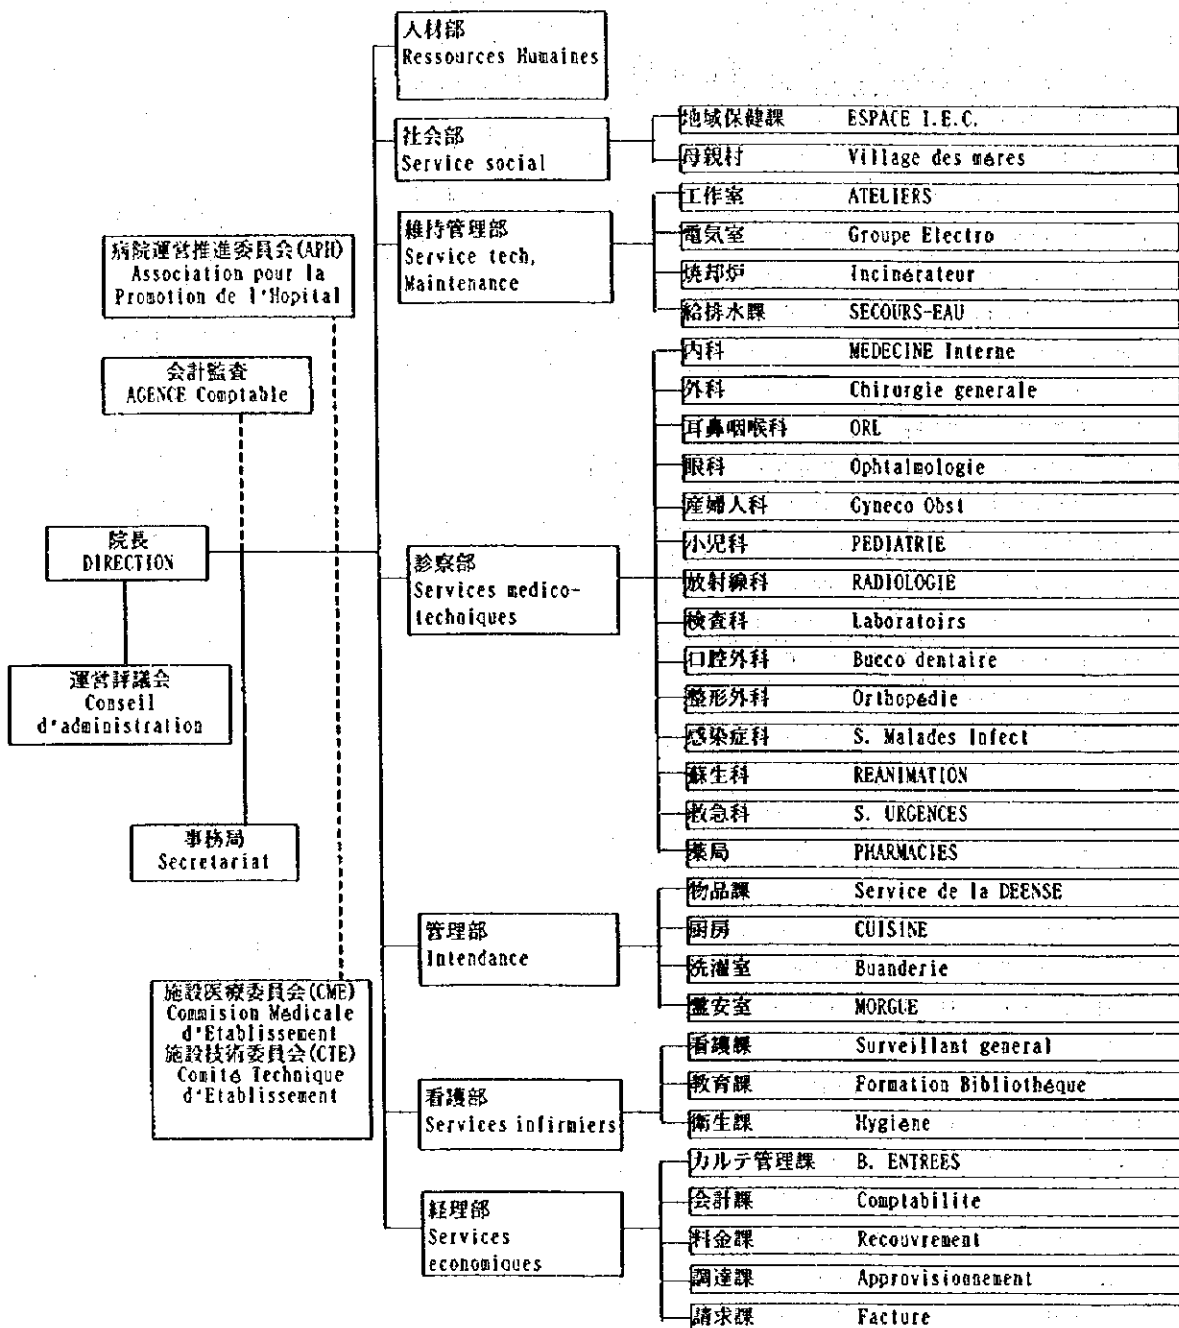 人材部
Ressources Humaines
社会部
Service social
地域保健課 ESPACE I.E.C.
母親村 Village des méres
維持管理部
Service tech,
Maintenance
工作室 ATELIERS
電気室 Groupe Electro
焼却炉 Incinérateur
給排水課 SECOURS-EAU
病院運営推進委員会(APH)
Association pour la
Promotion de l'Hopital
会計監査
AGENCE Comptable
院長
DIRECTION
運営評議会
Conseil
d'administration
事務局
Secretariat
施設医療委員会(CME)
Commision Médicale
d'Etablissement
施設技術委員会(CTE)
Comité Technique
d'Etablissement
診察部
Services medico-
techniques
内科 MEDECINE Interne
外科 Chirurgie generale
耳鼻咽喉科 ORL
眼科 Ophtalmologie
産婦人科 Gyneco Obst
小児科 PEDIATRIE
放射線科 RADIOLOGIE
検査科 Laboratoirs
口腔外科 Bucco dentaire
整形外科 Orthopédie
感染症科 S. Malades Infect
蘇生科 REANIMATION
救急科 S. URGENCES
薬局 PHARMACIES
管理部
Intendance
物品課 Service de la DEENSE
厨房 CUISINE
洗濯室 Buanderie
霊安室 MORGUE
看護部
Services infirmiers
看護課 Surveillant general
教育課 Formation Bibliothéque
衛生課 Hygiene
経理部
Services
economiques
カルテ管理課 B. ENTREES
会計課 Comptabilite
料金課 Recouvrement
調達課 Approvisionnement
請求課 Facture